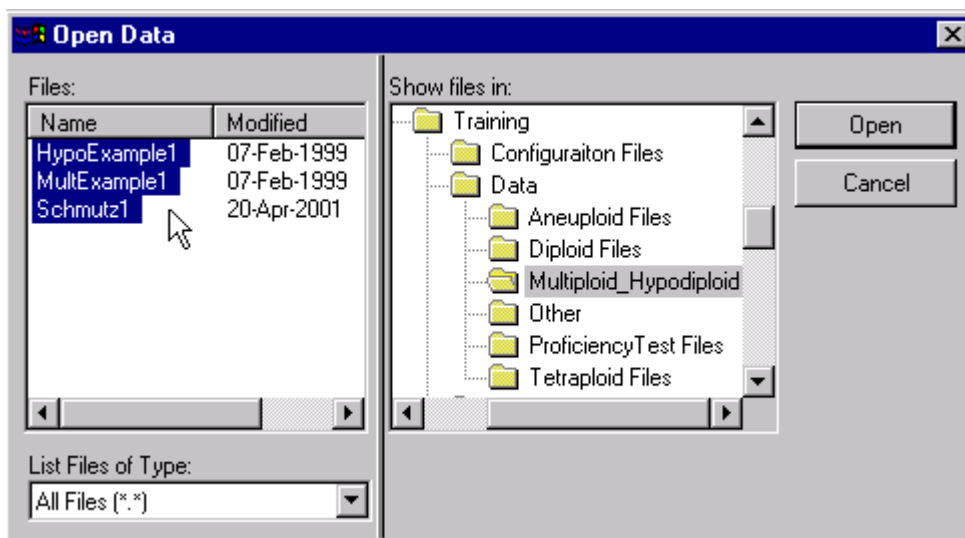 Open Data
Files:
Name Modified
HypoExample1 07-Feb-1999
MultExample1 07-Feb-1999
Schmutz1 20-Apr-2001
List Files of Type:
All Files (*.*)
Show files in:
Training
Configuraiton Files
Data
Aneuploid Files
Diploid Files
Multiploid_Hypodiploid
Other
ProficiencyTest Files
Tetraploid Files
Open
Cancel